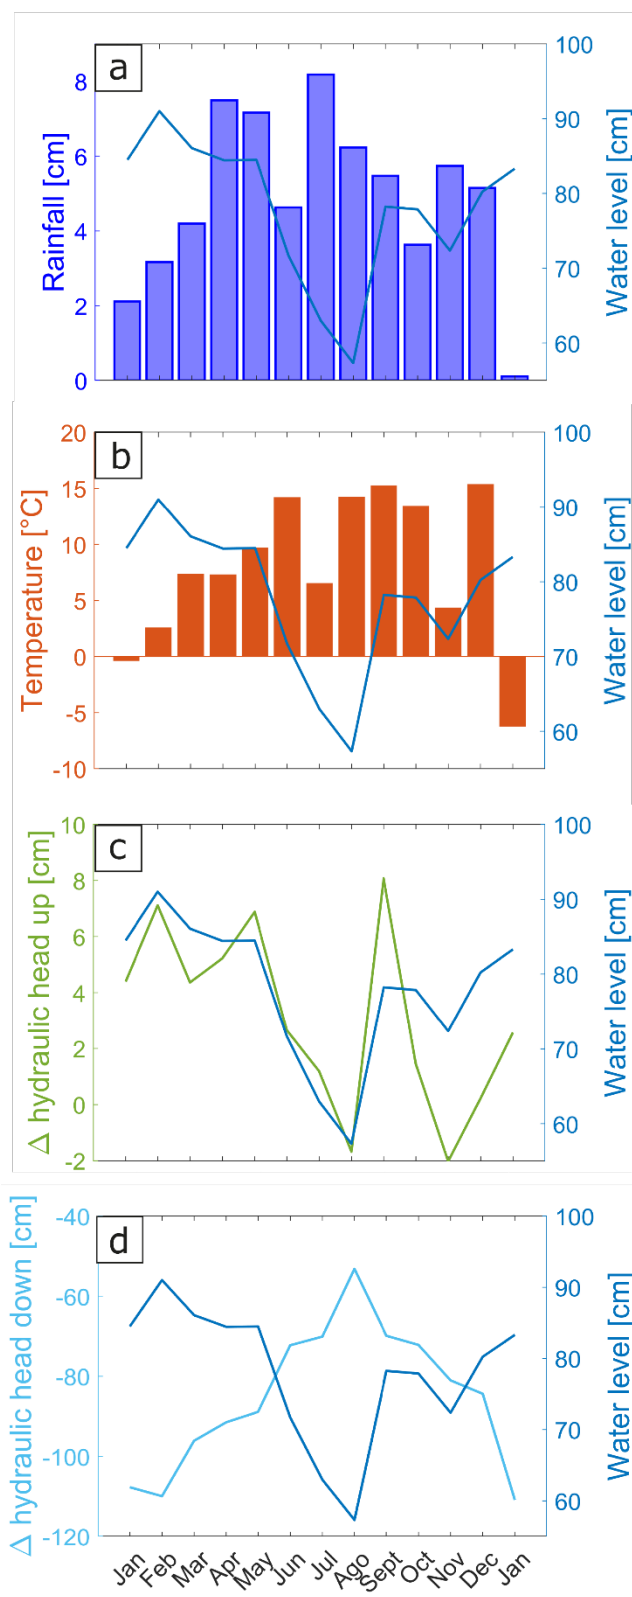 a
8
6
4
2
0
Rainfall [cm]
100
90
80
70
60
Water level [cm]
b
20
15
10
5
0
-5
-10
Temperature [°C]
100
90
80
70
60
Water level [cm]
c
10
8
6
4
2
0
-2
Δ hydraulic head up [cm]
100
90
80
70
60
Water level [cm]
d
-40
-60
-80
-100
-120
Δ hydraulic head down [cm]
100
90
80
70
60
Water level [cm]
Jan
Feb
Mar
Apr
May
Jun
Jul
Ago
Sept
Oct
Nov
Dec
Jan